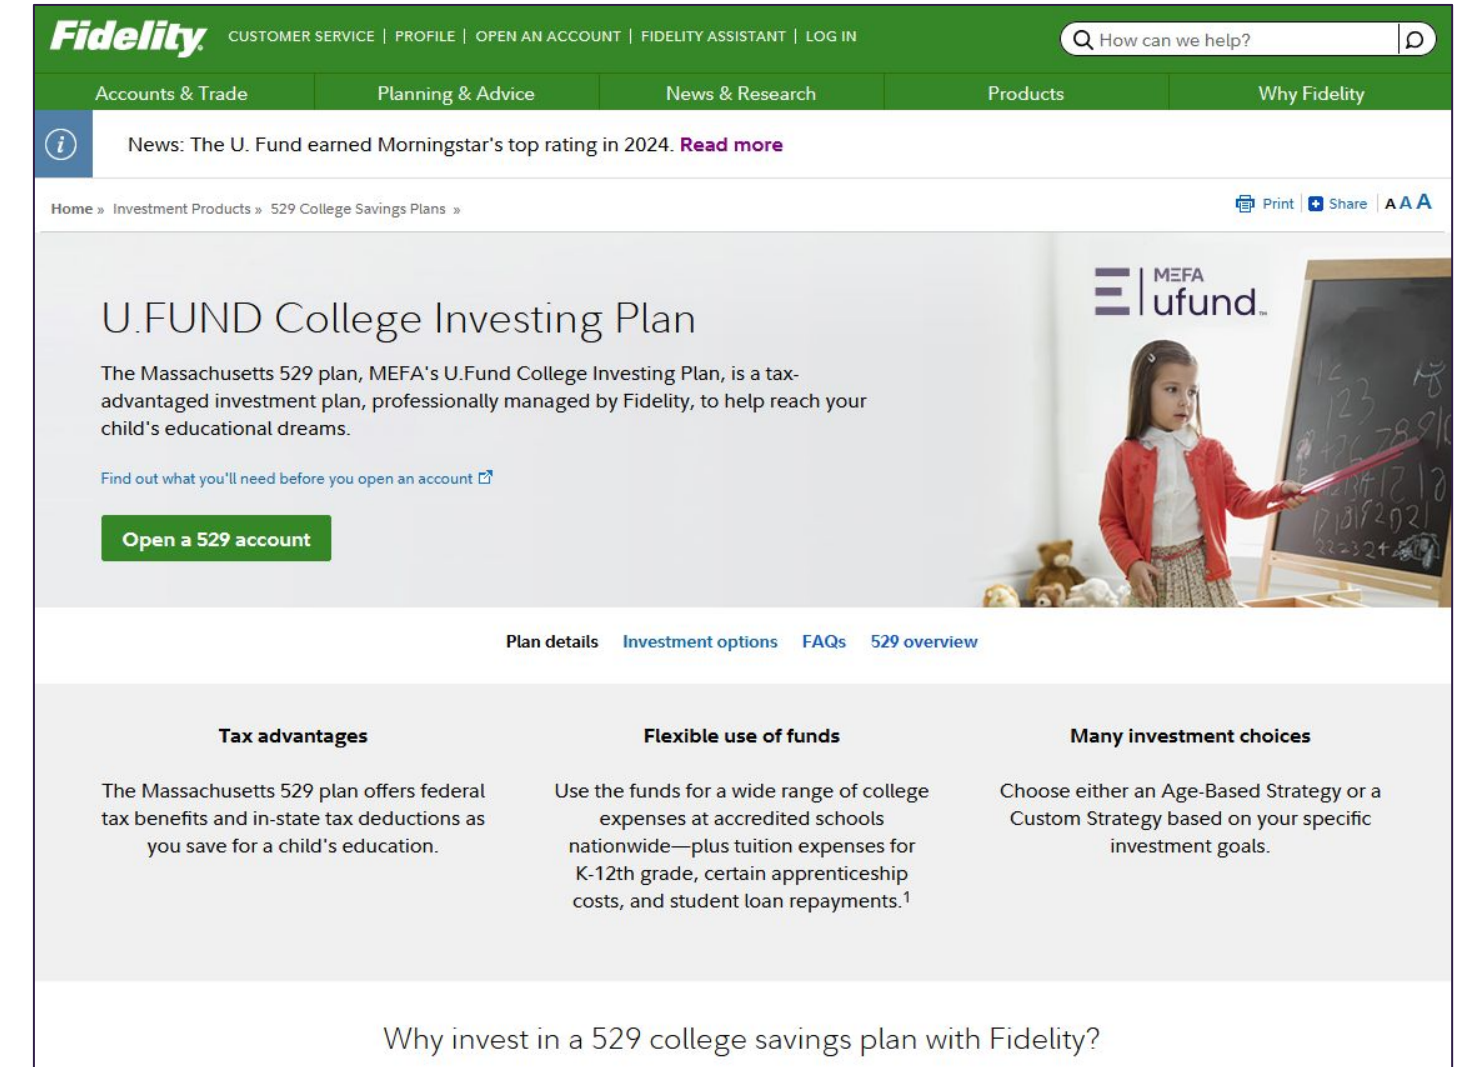 Fidelity
CUSTOMER SERVICE | PROFILE | OPEN AN ACCOUNT | FIDELITY ASSISTANT | LOG IN
How can we help?
Accounts & Trade
Planning & Advice
News & Research
Products
Why Fidelity
News: The U. Fund earned Morningstar's top rating in 2024. Read more
Home » Investment Products » 529 College Savings Plans »
Print
Share
A A A
MEFA
ufund™
U.FUND College Investing Plan
The Massachusetts 529 plan, MEFA's U.Fund College Investing Plan, is a tax-
advantaged investment plan, professionally managed by Fidelity, to help reach your
child's educational dreams.
Find out what you'll need before you open an account
Open a 529 account
Plan details
Investment options
FAQs
529 overview
Tax advantages
The Massachusetts 529 plan offers federal
tax benefits and in-state tax deductions as
you save for a child's education.
Flexible use of funds
Use the funds for a wide range of college
expenses at accredited schools
nationwide—plus tuition expenses for
K-12th grade, certain apprenticeship
costs, and student loan repayments.1
Many investment choices
Choose either an Age-Based Strategy or a
Custom Strategy based on your specific
investment goals.
Why invest in a 529 college savings plan with Fidelity?